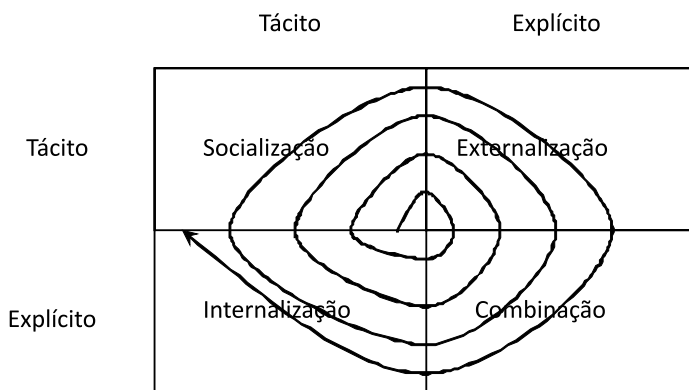 Tácito Explícito
Tácito Socialização Externalização
Internalização Combinação
Explícito